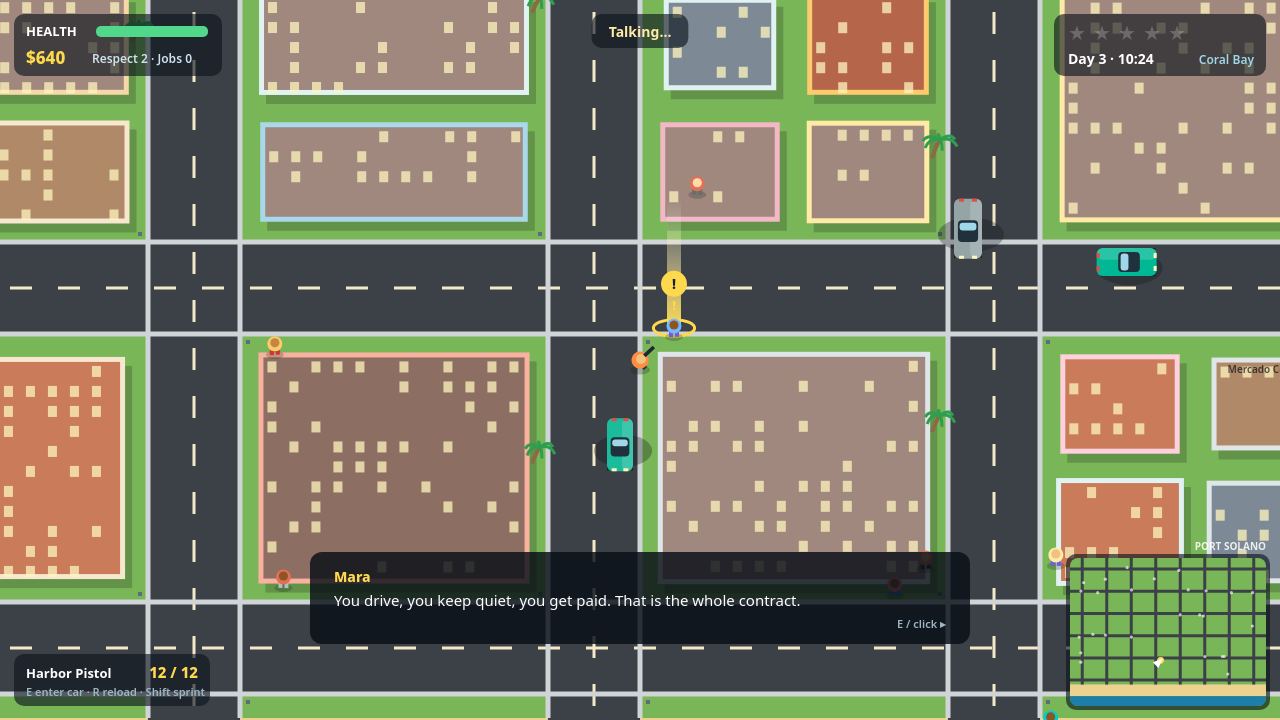 HEALTH
$640
Respect 2 · Jobs 0
Talking...
★ ★ ★ ★ ★
Day 3 · 10:24
Coral Bay
!
Mercado C
Mara
You drive, you keep quiet, you get paid. That is the whole contract.
E / click ▸
PORT SOLANO
Harbor Pistol
12 / 12
E enter car · R reload · Shift sprint